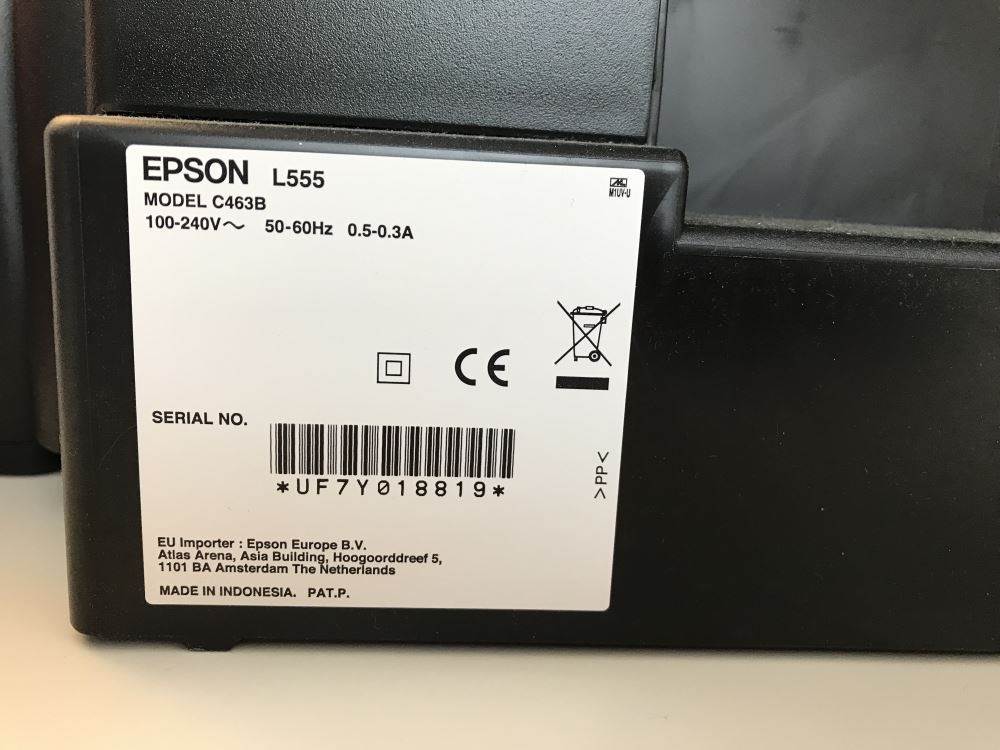 EPSON L555
MODEL C463B
100-240V～ 50-60Hz 0.5-0.3A
M1UV-U
CE
SERIAL NO.
*UF7Y018819*
>PP<
EU Importer : Epson Europe B.V.
Atlas Arena, Asia Building, Hoogoorddreef 5,
1101 BA Amsterdam The Netherlands
MADE IN INDONESIA. PAT.P.